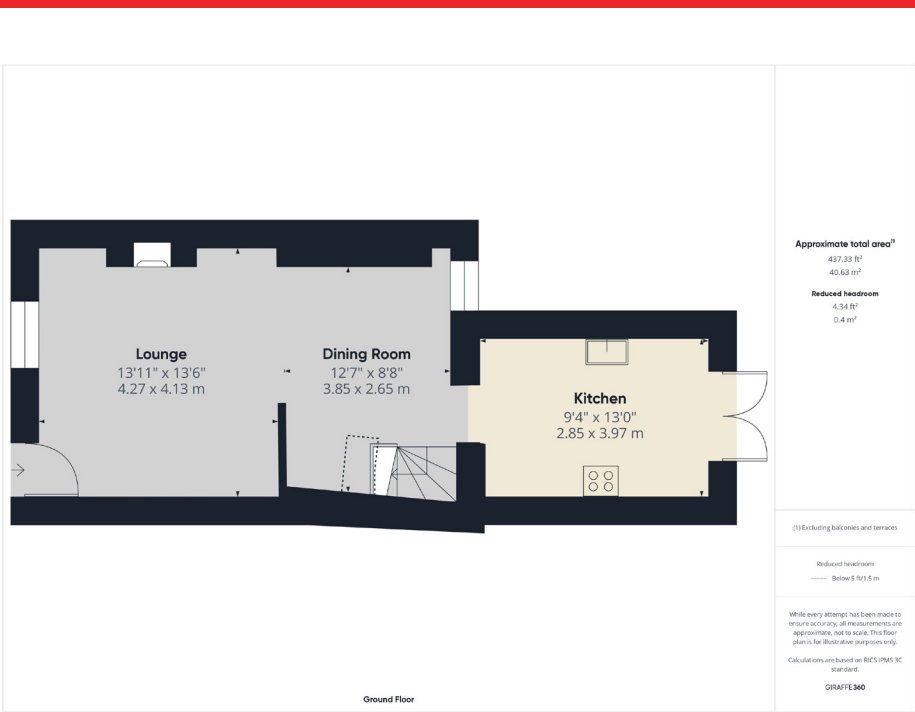 Lounge
13'11" x 13'6"
4.27 x 4.13 m
Dining Room
12'7" x 8'8"
3.85 x 2.65 m
Kitchen
9'4" x 13'0"
2.85 x 3.97 m
Ground Floor
Approximate total area⁽¹⁾
437.33 ft²
40.63 m²
Reduced headroom
4.34 ft²
0.4 m²
(1) Excluding balconies and terraces
Reduced headroom
Below 5 ft/1.5 m
While every attempt has been made to
ensure accuracy, all measurements are
approximate, not to scale. This floor
plan is for illustrative purposes only.
Calculations are based on RICS IPMS 3C
standard.
GIRAFFE360